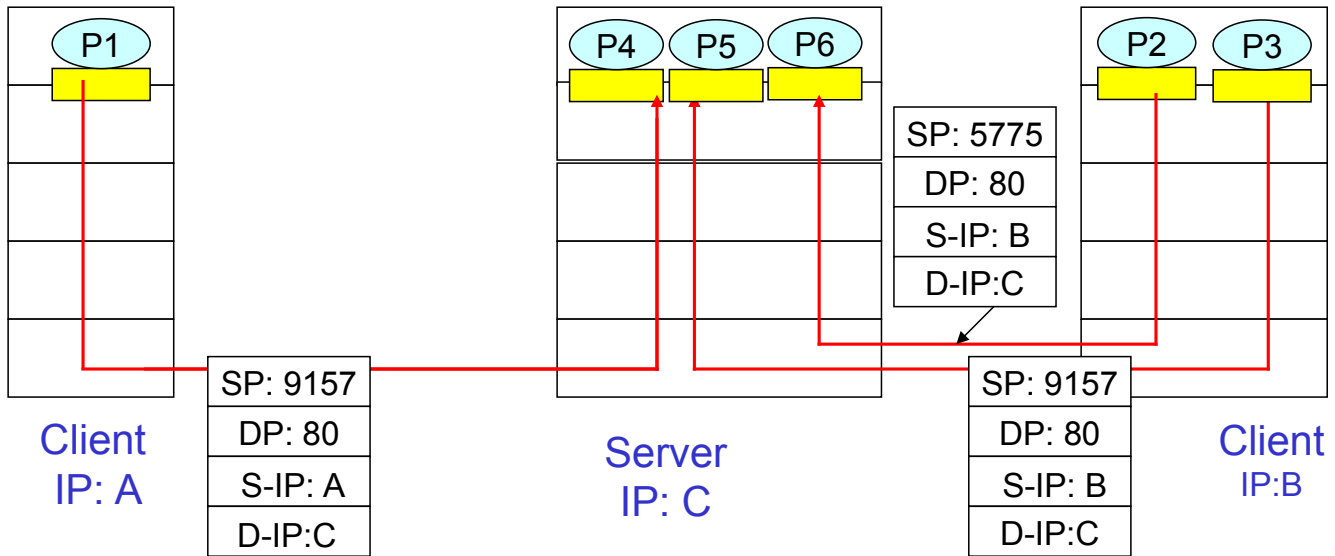 P1
P4
P5
P6
P2
P3
SP: 5775
DP: 80
S-IP: B
D-IP:C
SP: 9157
DP: 80
S-IP: A
D-IP:C
SP: 9157
DP: 80
S-IP: B
D-IP:C
Client
IP: A
Server
IP: C
Client
IP:B